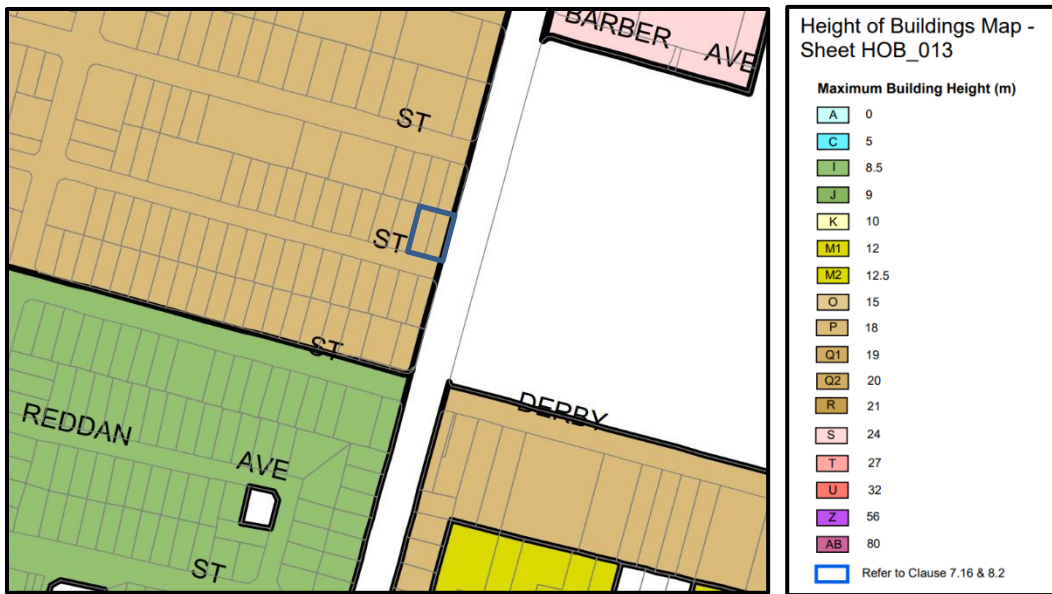 BARBER
AVE
ST
ST
ST
DERBY
REDDAN
AVE
ST
Height of Buildings Map -
Sheet HOB_013
Maximum Building Height (m)
A 0
C 5
I 8.5
J 9
K 10
M1 12
M2 12.5
O 15
P 18
Q1 19
Q2 20
R 21
S 24
T 27
U 32
Z 56
AB 80
Refer to Clause 7.16 & 8.2